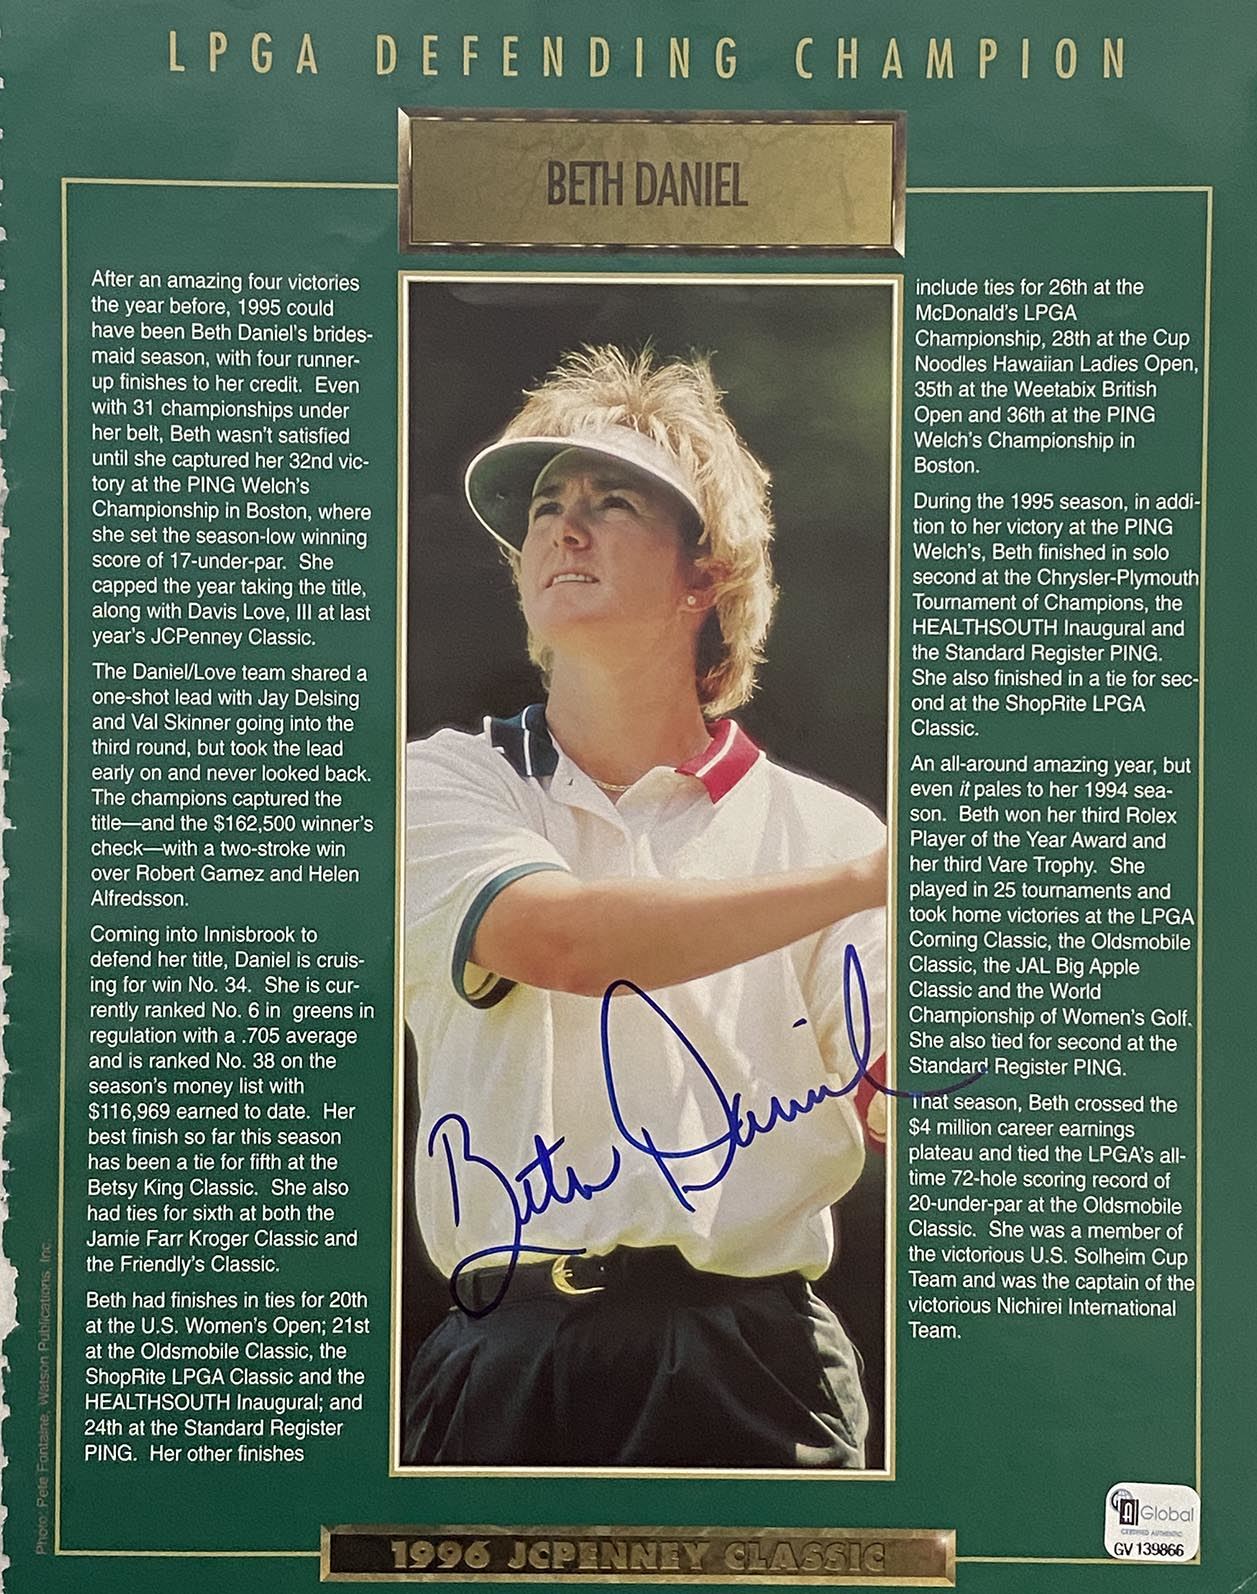 LPGA DEFENDING CHAMPION
BETH DANIEL
After an amazing four victories
the year before, 1995 could
have been Beth Daniel's brides-
maid season, with four runner-
up finishes to her credit. Even
with 31 championships under
her belt, Beth wasn't satisfied
until she captured her 32nd vic-
tory at the PING Welch's
Championship in Boston, where
she set the season-low winning
score of 17-under-par. She
capped the year taking the title,
along with Davis Love, III at last
year's JCPenney Classic.
The Daniel/Love team shared a
one-shot lead with Jay Delsing
and Val Skinner going into the
third round, but took the lead
early on and never looked back.
The champions captured the
title—and the $162,500 winner's
check—with a two-stroke win
over Robert Gamez and Helen
Alfredsson.
Coming into Innisbrook to
defend her title, Daniel is cruis-
ing for win No. 34. She is cur-
rently ranked No. 6 in greens in
regulation with a .705 average
and is ranked No. 38 on the
season's money list with
$116,969 earned to date. Her
best finish so far this season
has been a tie for fifth at the
Betsy King Classic. She also
had ties for sixth at both the
Jamie Farr Kroger Classic and
the Friendly's Classic.
Beth had finishes in ties for 20th
at the U.S. Women's Open; 21st
at the Oldsmobile Classic, the
ShopRite LPGA Classic and the
HEALTHSOUTH Inaugural; and
24th at the Standard Register
PING. Her other finishes
include ties for 26th at the
McDonald's LPGA
Championship, 28th at the Cup
Noodles Hawaiian Ladies Open,
35th at the Weetabix British
Open and 36th at the PING
Welch's Championship in
Boston.
During the 1995 season, in addi-
tion to her victory at the PING
Welch's, Beth finished in solo
second at the Chrysler-Plymouth
Tournament of Champions, the
HEALTHSOUTH Inaugural and
the Standard Register PING.
She also finished in a tie for sec-
ond at the ShopRite LPGA
Classic.
An all-around amazing year, but
even it pales to her 1994 sea-
son. Beth won her third Rolex
Player of the Year Award and
her third Vare Trophy. She
played in 25 tournaments and
took home victories at the LPGA
Corning Classic, the Oldsmobile
Classic, the JAL Big Apple
Classic and the World
Championship of Women's Golf.
She also tied for second at the
Standard Register PING.
That season, Beth crossed the
$4 million career earnings
plateau and tied the LPGA's all-
time 72-hole scoring record of
20-under-par at the Oldsmobile
Classic. She was a member of
the victorious U.S. Solheim Cup
Team and was the captain of the
victorious Nichirei International
Team.
Beth Daniel
Photo: Pete Fontaine, Watson Publications, Inc.
1996 JCPENNEY CLASSIC
GAI Global
CERTIFIED AUTHENTIC
GV 139866